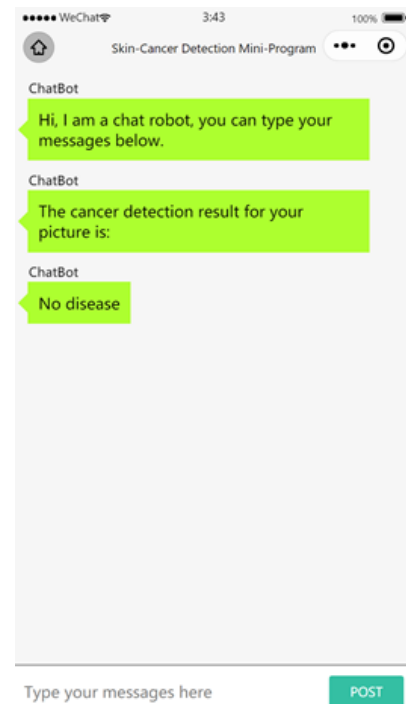 WeChat 3:43 100%
Skin-Cancer Detection Mini-Program
ChatBot
Hi, I am a chat robot, you can type your
messages below.
ChatBot
The cancer detection result for your
picture is:
ChatBot
No disease
Type your messages here POST